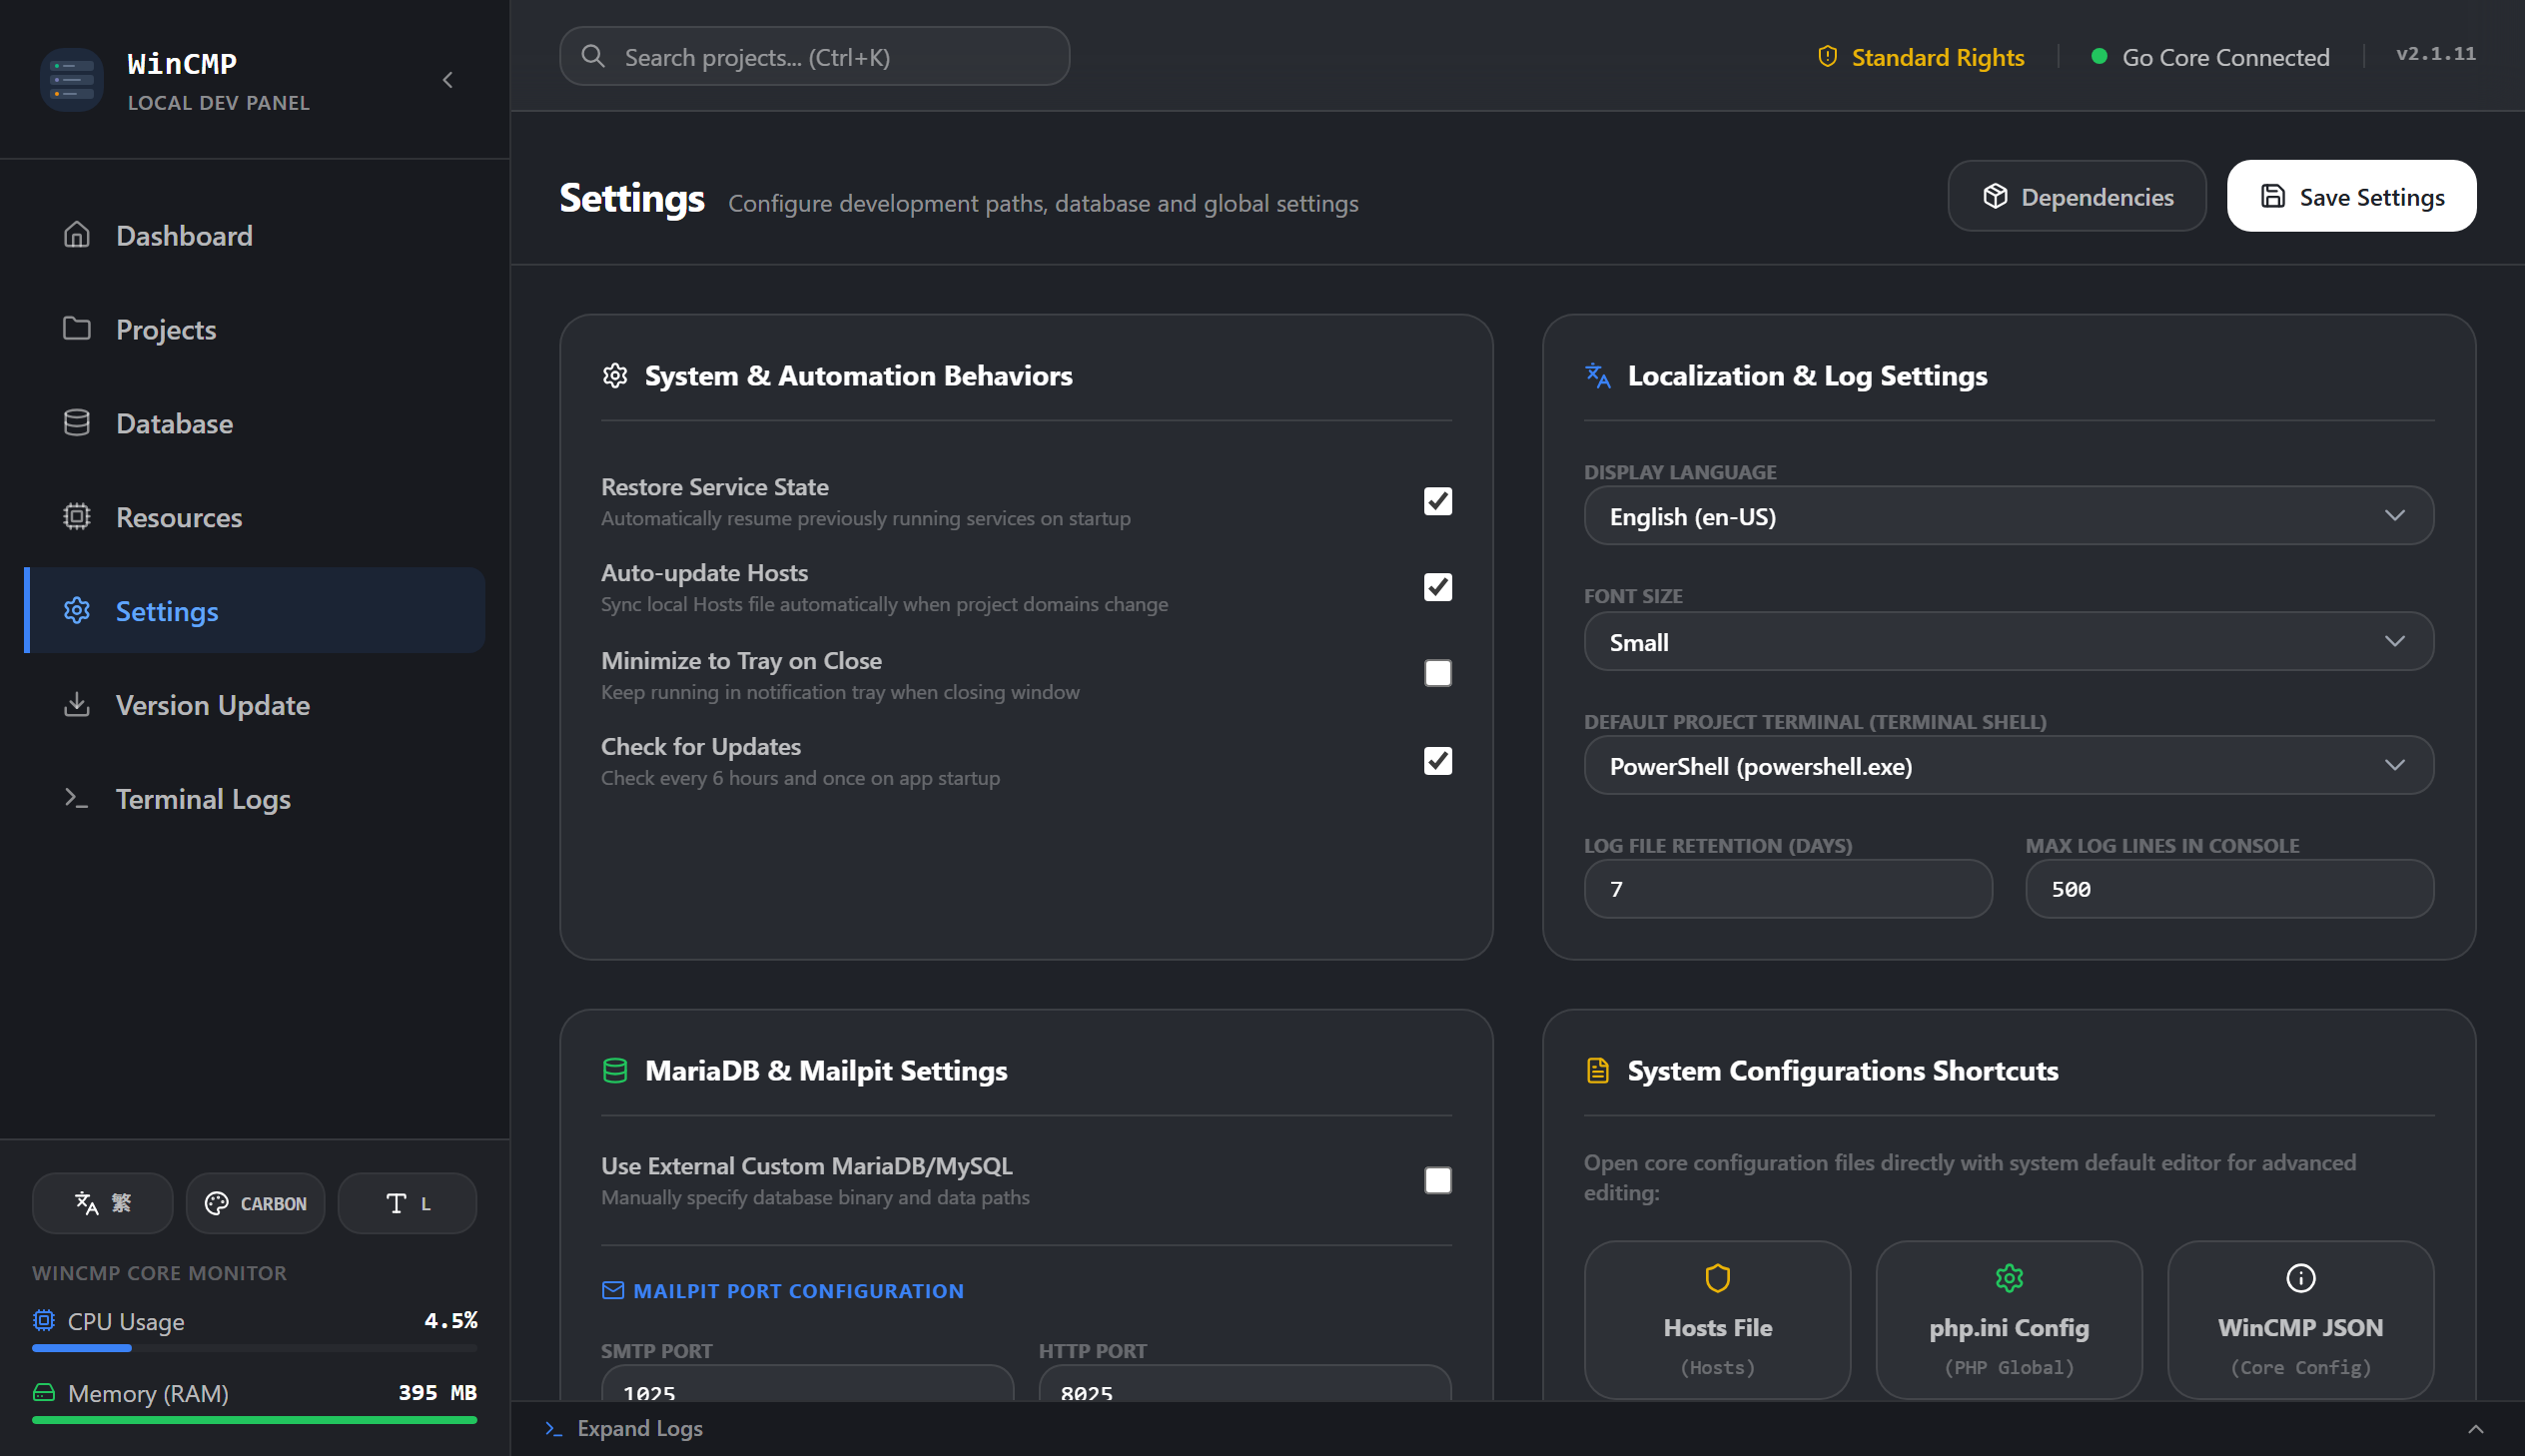 WinCMP
LOCAL DEV PANEL
Dashboard
Projects
Database
Resources
Settings
Version Update
Terminal Logs
繁
CARBON
L
WINCMP CORE MONITOR
CPU Usage 4.5%
Memory (RAM) 395 MB
Search projects... (Ctrl+K)
Standard Rights
Go Core Connected
v2.1.11
Settings
Configure development paths, database and global settings
Dependencies
Save Settings
System & Automation Behaviors
Restore Service State
Automatically resume previously running services on startup
Auto-update Hosts
Sync local Hosts file automatically when project domains change
Minimize to Tray on Close
Keep running in notification tray when closing window
Check for Updates
Check every 6 hours and once on app startup
Localization & Log Settings
DISPLAY LANGUAGE
English (en-US)
FONT SIZE
Small
DEFAULT PROJECT TERMINAL (TERMINAL SHELL)
PowerShell (powershell.exe)
LOG FILE RETENTION (DAYS)
7
MAX LOG LINES IN CONSOLE
500
MariaDB & Mailpit Settings
Use External Custom MariaDB/MySQL
Manually specify database binary and data paths
MAILPIT PORT CONFIGURATION
SMTP PORT
1025
HTTP PORT
8025
System Configurations Shortcuts
Open core configuration files directly with system default editor for advanced
editing:
Hosts File
(Hosts)
php.ini Config
(PHP Global)
WinCMP JSON
(Core Config)
Expand Logs